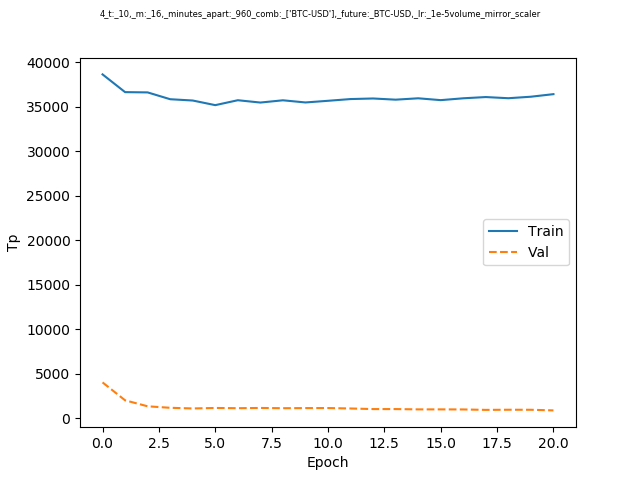 4_t:_10,_m:_16,_minutes_apart:_960_comb:_['BTC-USD'],_future:_BTC-USD,_lr:_1e-5volume_mirror_scaler
40000
35000
30000
25000
20000
15000
10000
5000
0
Tp
Train
Val
0.0 2.5 5.0 7.5 10.0 12.5 15.0 17.5 20.0
Epoch